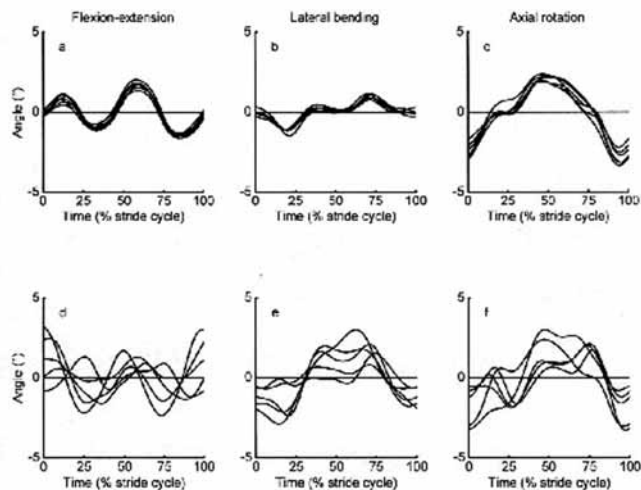 Flexion-extension Lateral bending Axial rotation
a b c
5 5 5
Angle (°)
0 0 0
-5 -5 -5
0 25 50 75 100 0 25 50 75 100 0 25 50 75 100
Time (% stride cycle) Time (% stride cycle) Time (% stride cycle)
d e f
5 5 5
Angle (°)
0 0 0
-5 -5 -5
0 25 50 75 100 0 25 50 75 100 0 25 50 75 100
Time (% stride cycle) Time (% stride cycle) Time (% stride cycle)